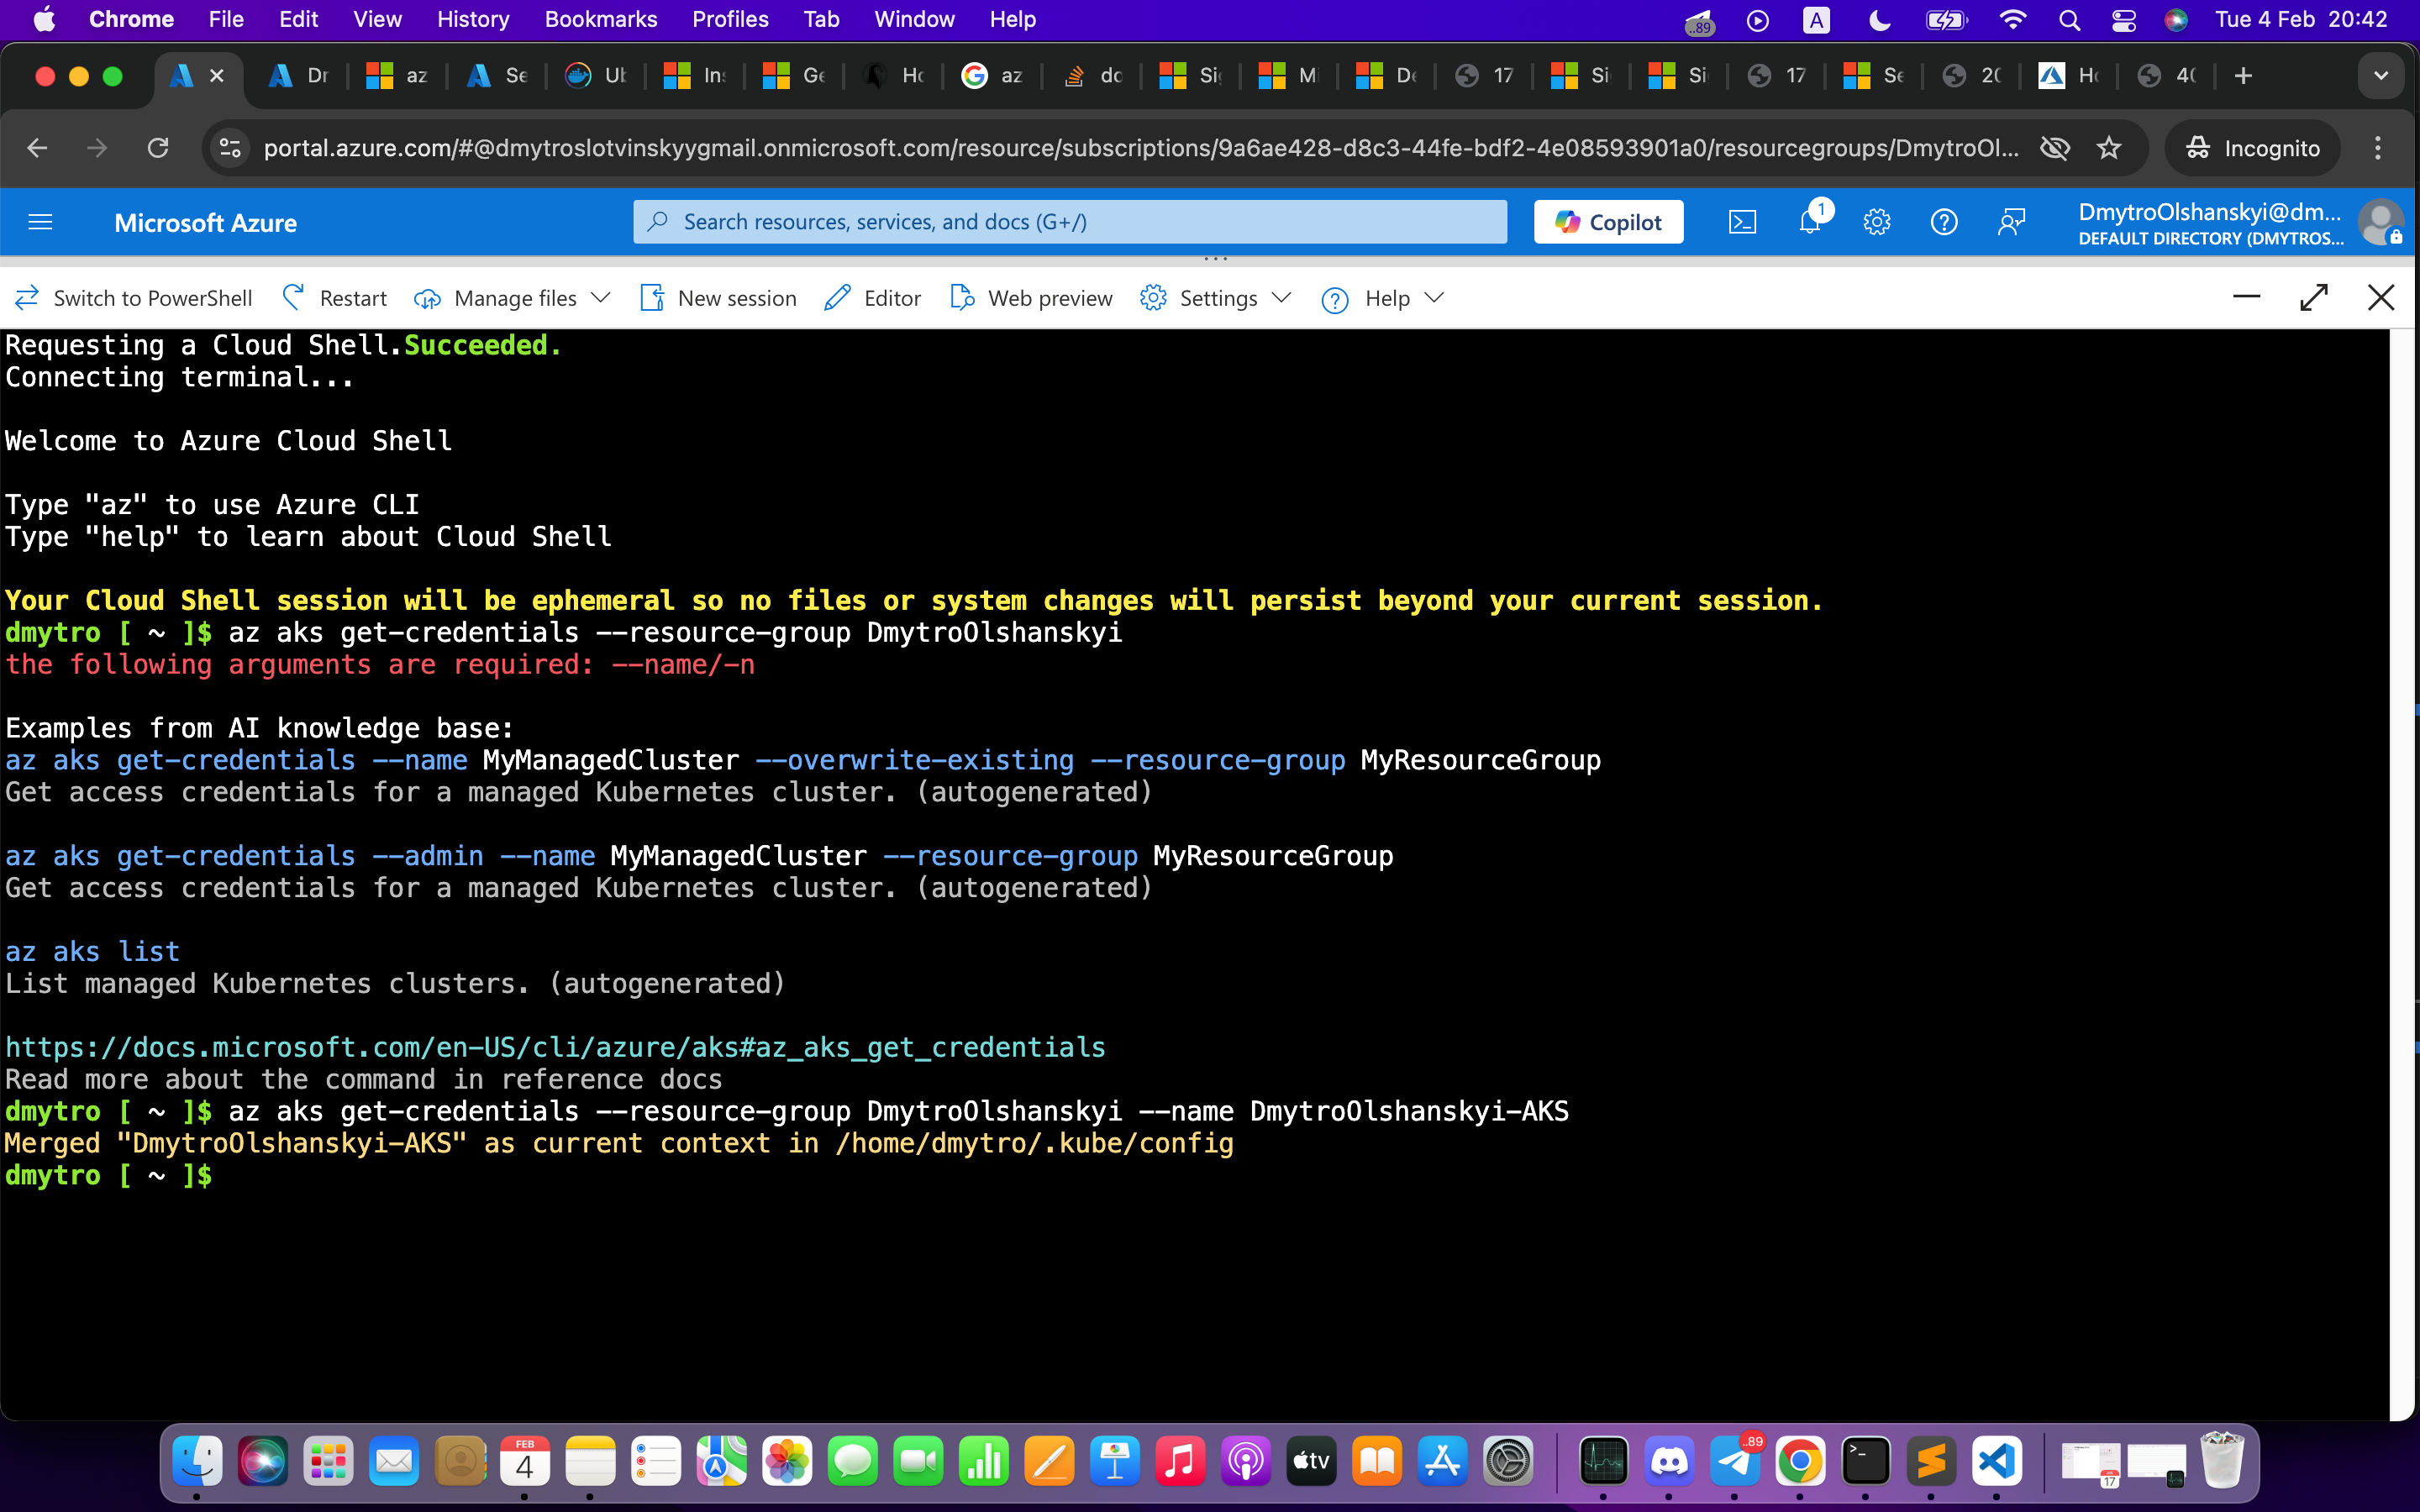 Chrome File Edit View History Bookmarks Profiles Tab Window Help ..89 A Tue 4 Feb 20:42
Dr az Se Ub Ins Ge Ho az do Sig Mi De 17 Si Si 17 Se 20 Ho 40
portal.azure.com/#@dmytroslotvinskyygmail.onmicrosoft.com/resource/subscriptions/9a6ae428-d8c3-44fe-bdf2-4e08593901a0/resourcegroups/DmytroOl... Incognito
Microsoft Azure Search resources, services, and docs (G+/) Copilot 1 DmytroOlshanskyi@dm...
DEFAULT DIRECTORY (DMYTROS...
Switch to PowerShell Restart Manage files New session Editor Web preview Settings Help
Requesting a Cloud Shell.Succeeded.
Connecting terminal...
Welcome to Azure Cloud Shell
Type "az" to use Azure CLI
Type "help" to learn about Cloud Shell
Your Cloud Shell session will be ephemeral so no files or system changes will persist beyond your current session.
dmytro [ ~ ]$ az aks get-credentials --resource-group DmytroOlshanskyi
the following arguments are required: --name/-n
Examples from AI knowledge base:
az aks get-credentials --name MyManagedCluster --overwrite-existing --resource-group MyResourceGroup
Get access credentials for a managed Kubernetes cluster. (autogenerated)
az aks get-credentials --admin --name MyManagedCluster --resource-group MyResourceGroup
Get access credentials for a managed Kubernetes cluster. (autogenerated)
az aks list
List managed Kubernetes clusters. (autogenerated)
https://docs.microsoft.com/en-US/cli/azure/aks#az_aks_get_credentials
Read more about the command in reference docs
dmytro [ ~ ]$ az aks get-credentials --resource-group DmytroOlshanskyi --name DmytroOlshanskyi-AKS
Merged "DmytroOlshanskyi-AKS" as current context in /home/dmytro/.kube/config
dmytro [ ~ ]$
FEB
4
tv
..89
17